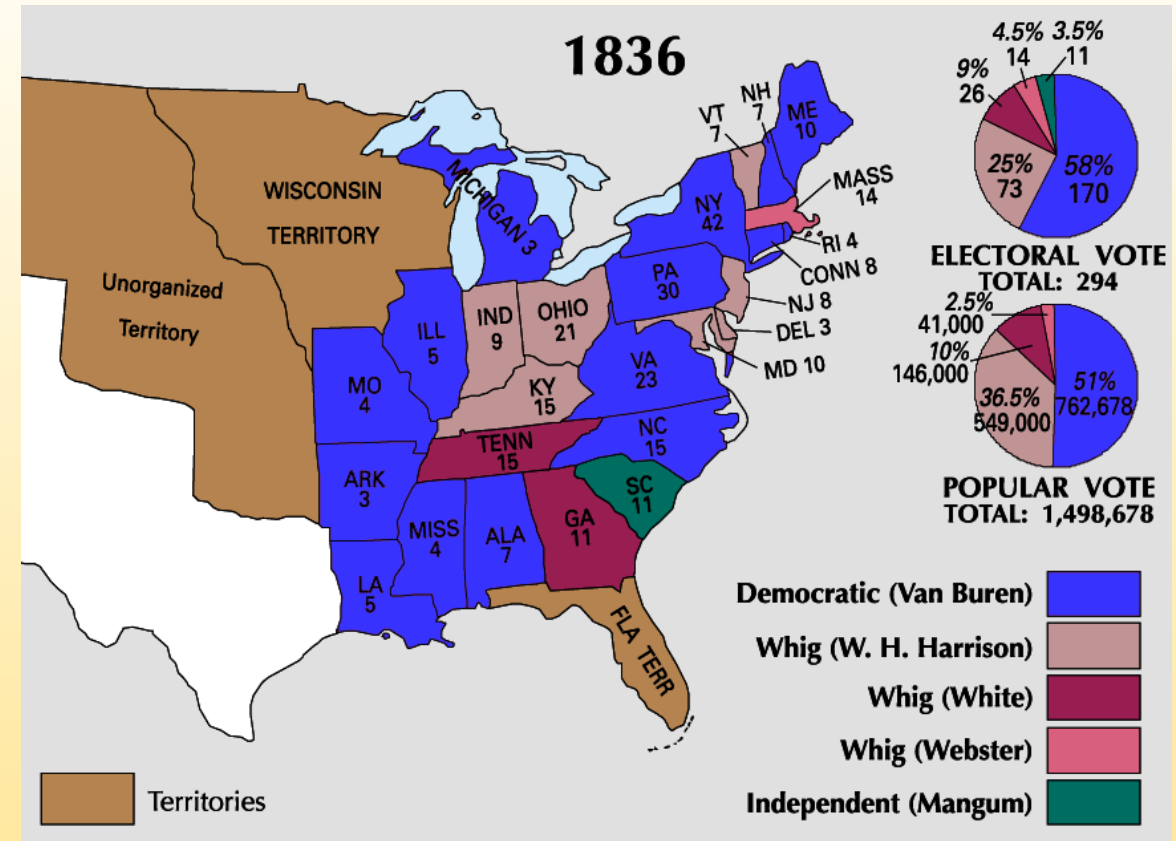 1836
WISCONSIN
TERRITORY
Unorganized
Territory
MICHIGAN 3
VT
7
NH
7
ME
10
MASS
14
NY
42
RI 4
CONN 8
PA
30
NJ 8
DEL 3
MD 10
ILL
5
IND
9
OHIO
21
MO
4
KY
15
VA
23
TENN
15
NC
15
ARK
3
SC
11
MISS
4
ALA
7
GA
11
LA
5
FLA TERR
4.5%
14
3.5%
11
9%
26
25%
73
58%
170
ELECTORAL VOTE
TOTAL: 294
2.5%
41,000
10%
146,000
36.5%
549,000
51%
762,678
POPULAR VOTE
TOTAL: 1,498,678
Democratic (Van Buren)
Whig (W. H. Harrison)
Whig (White)
Whig (Webster)
Independent (Mangum)
Territories